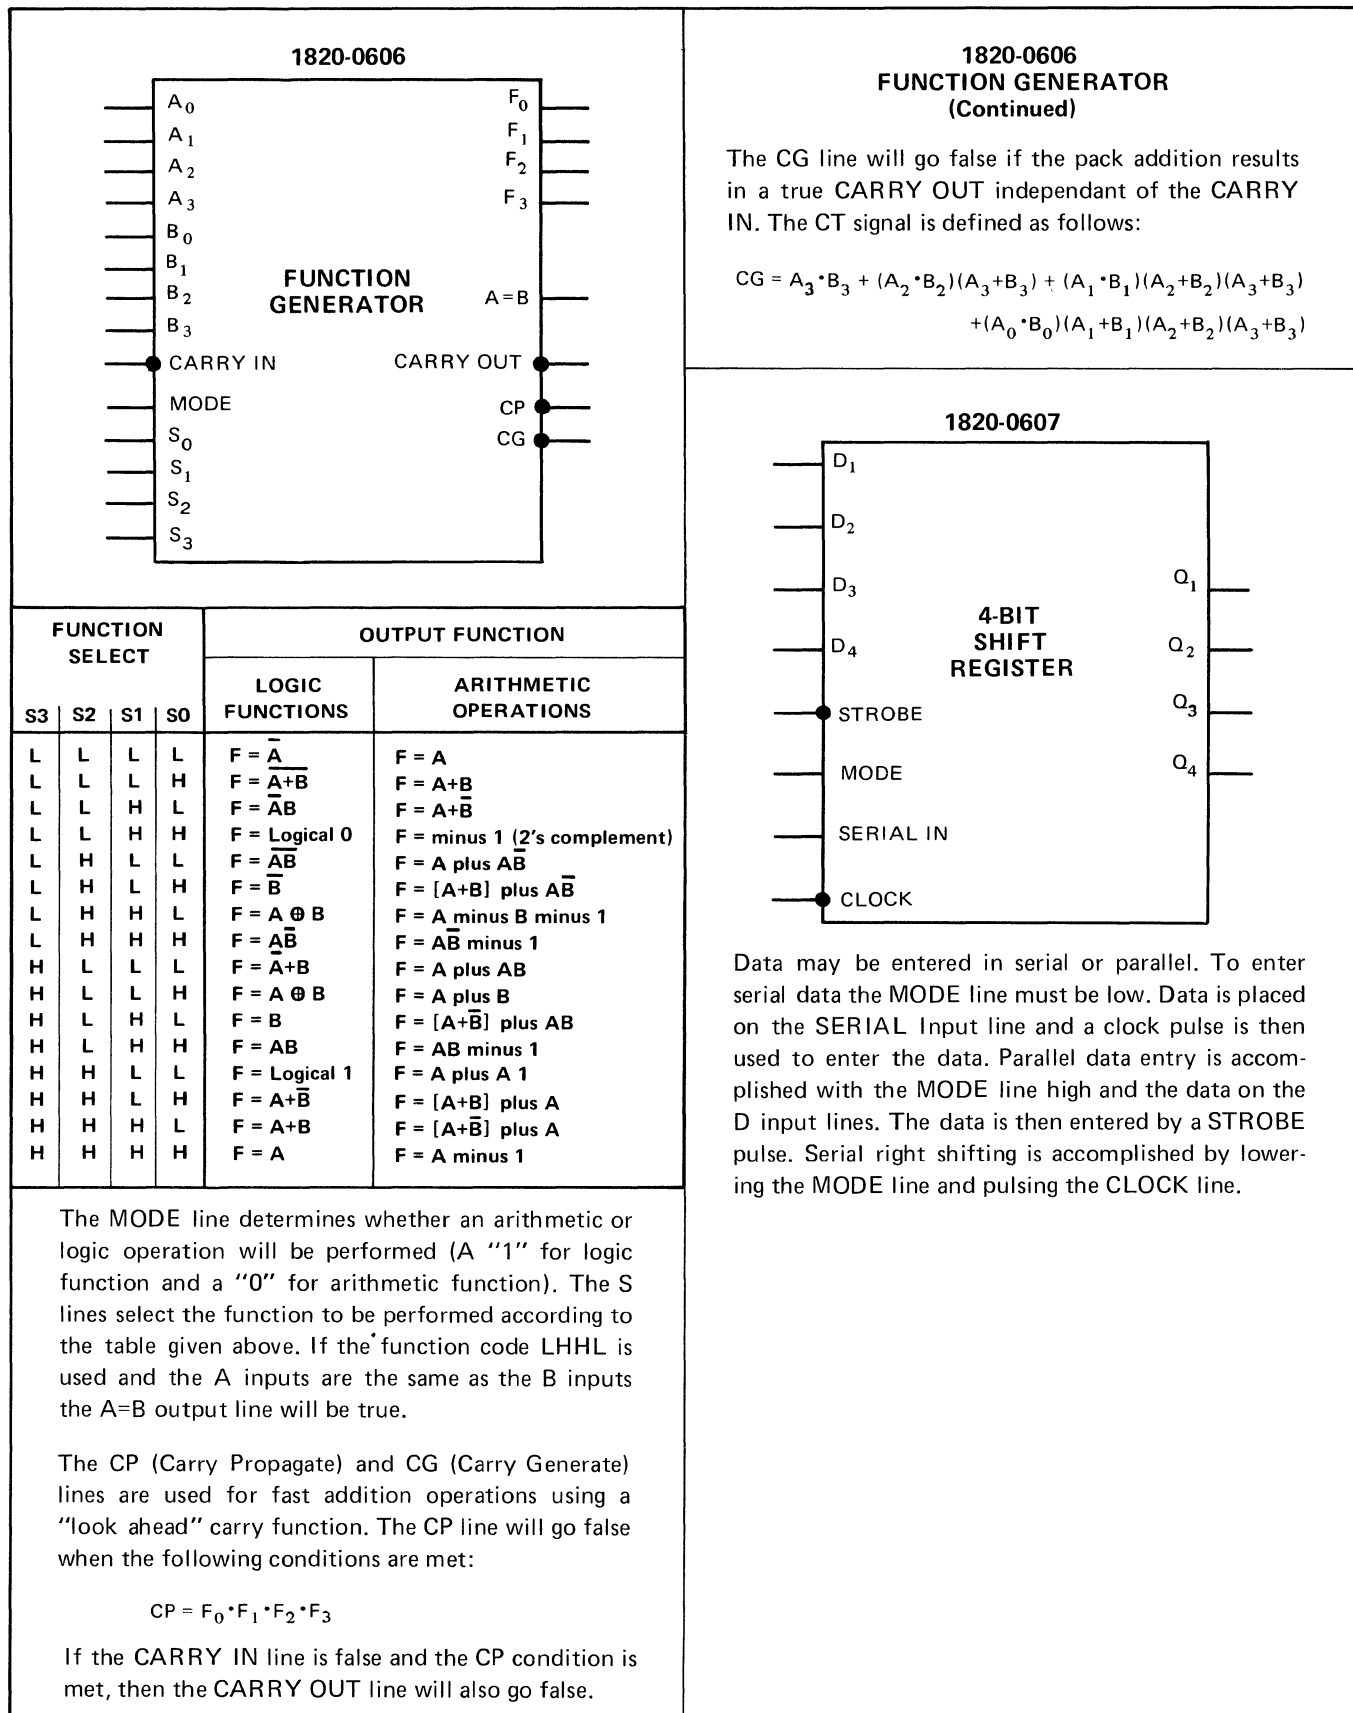 1820-0606
A0
A1
A2
A3
B0
B1
B2
B3
CARRY IN
MODE
S0
S1
S2
S3
FUNCTION
GENERATOR
F0
F1
F2
F3
A=B
CARRY OUT
CP
CG
FUNCTION SELECT
OUTPUT FUNCTION
LOGIC FUNCTIONS
ARITHMETIC OPERATIONS
S3 S2 S1 S0
L L L L F = A̅ F = A
L L L H F = A̅+̅B̅ F = A+B
L L H L F = A̅B F = A+B̅
L L H H F = Logical 0 F = minus 1 (2's complement)
L H L L F = A̅B̅ F = A plus AB̅
L H L H F = B̅ F = [A+B] plus AB̅
L H H L F = A ⊕ B F = A minus B minus 1
L H H H F = AB̅ F = AB̅ minus 1
H L L L F = A̅+B F = A plus AB
H L L H F = A ⊕ B F = A plus B
H L H L F = B F = [A+B̅] plus AB
H L H H F = AB F = AB minus 1
H H L L F = Logical 1 F = A plus A 1
H H L H F = A+B̅ F = [A+B] plus A
H H H L F = A+B F = [A+B̅] plus A
H H H H F = A F = A minus 1
The MODE line determines whether an arithmetic or
logic operation will be performed (A "1" for logic
function and a "0" for arithmetic function). The S
lines select the function to be performed according to
the table given above. If the function code LHHL is
used and the A inputs are the same as the B inputs
the A=B output line will be true.
The CP (Carry Propagate) and CG (Carry Generate)
lines are used for fast addition operations using a
"look ahead" carry function. The CP line will go false
when the following conditions are met:
CP = F0•F1•F2•F3
If the CARRY IN line is false and the CP condition is
met, then the CARRY OUT line will also go false.
1820-0606
FUNCTION GENERATOR
(Continued)
The CG line will go false if the pack addition results
in a true CARRY OUT independant of the CARRY
IN. The CT signal is defined as follows:
CG = A3•B3 + (A2•B2)(A3+B3) + (A1•B1)(A2+B2)(A3+B3)
+(A0•B0)(A1+B1)(A2+B2)(A3+B3)
1820-0607
D1
D2
D3
D4
STROBE
MODE
SERIAL IN
CLOCK
4-BIT
SHIFT
REGISTER
Q1
Q2
Q3
Q4
Data may be entered in serial or parallel. To enter
serial data the MODE line must be low. Data is placed
on the SERIAL Input line and a clock pulse is then
used to enter the data. Parallel data entry is accom-
plished with the MODE line high and the data on the
D input lines. The data is then entered by a STROBE
pulse. Serial right shifting is accomplished by lower-
ing the MODE line and pulsing the CLOCK line.